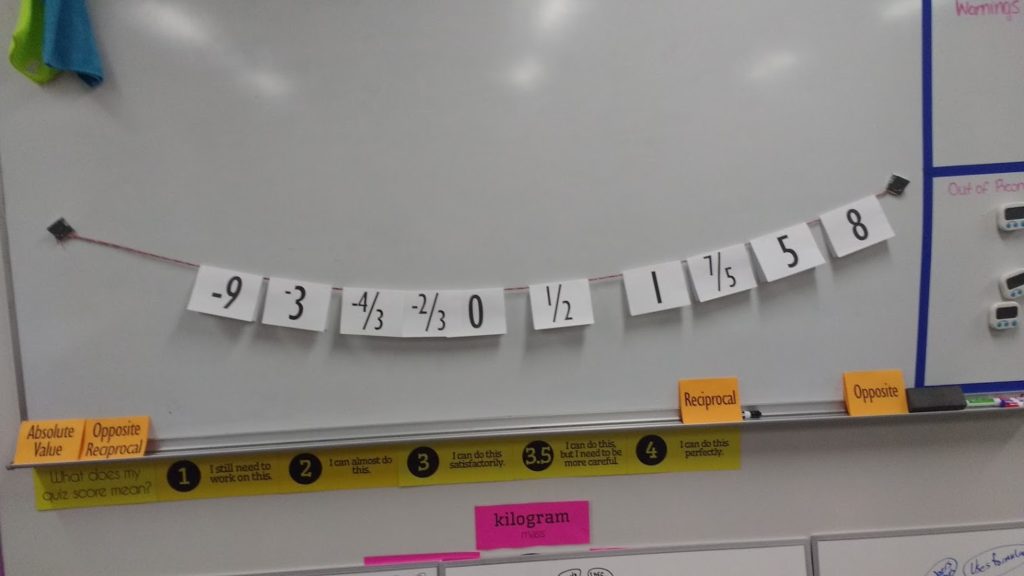 Warnings
Out of Room
-9
-3
-4/3
-2/3
0
1/2
1
7/5
5
8
Absolute
Value
Opposite
Reciprocal
Reciprocal
Opposite
What does my
quiz score mean?
1
I still need to
work on this.
2
I can almost do
this.
3
I can do this
satisfactorily.
3.5
I can do this,
but I need to be
more careful.
4
I can do this
perfectly.
kilogram
mass